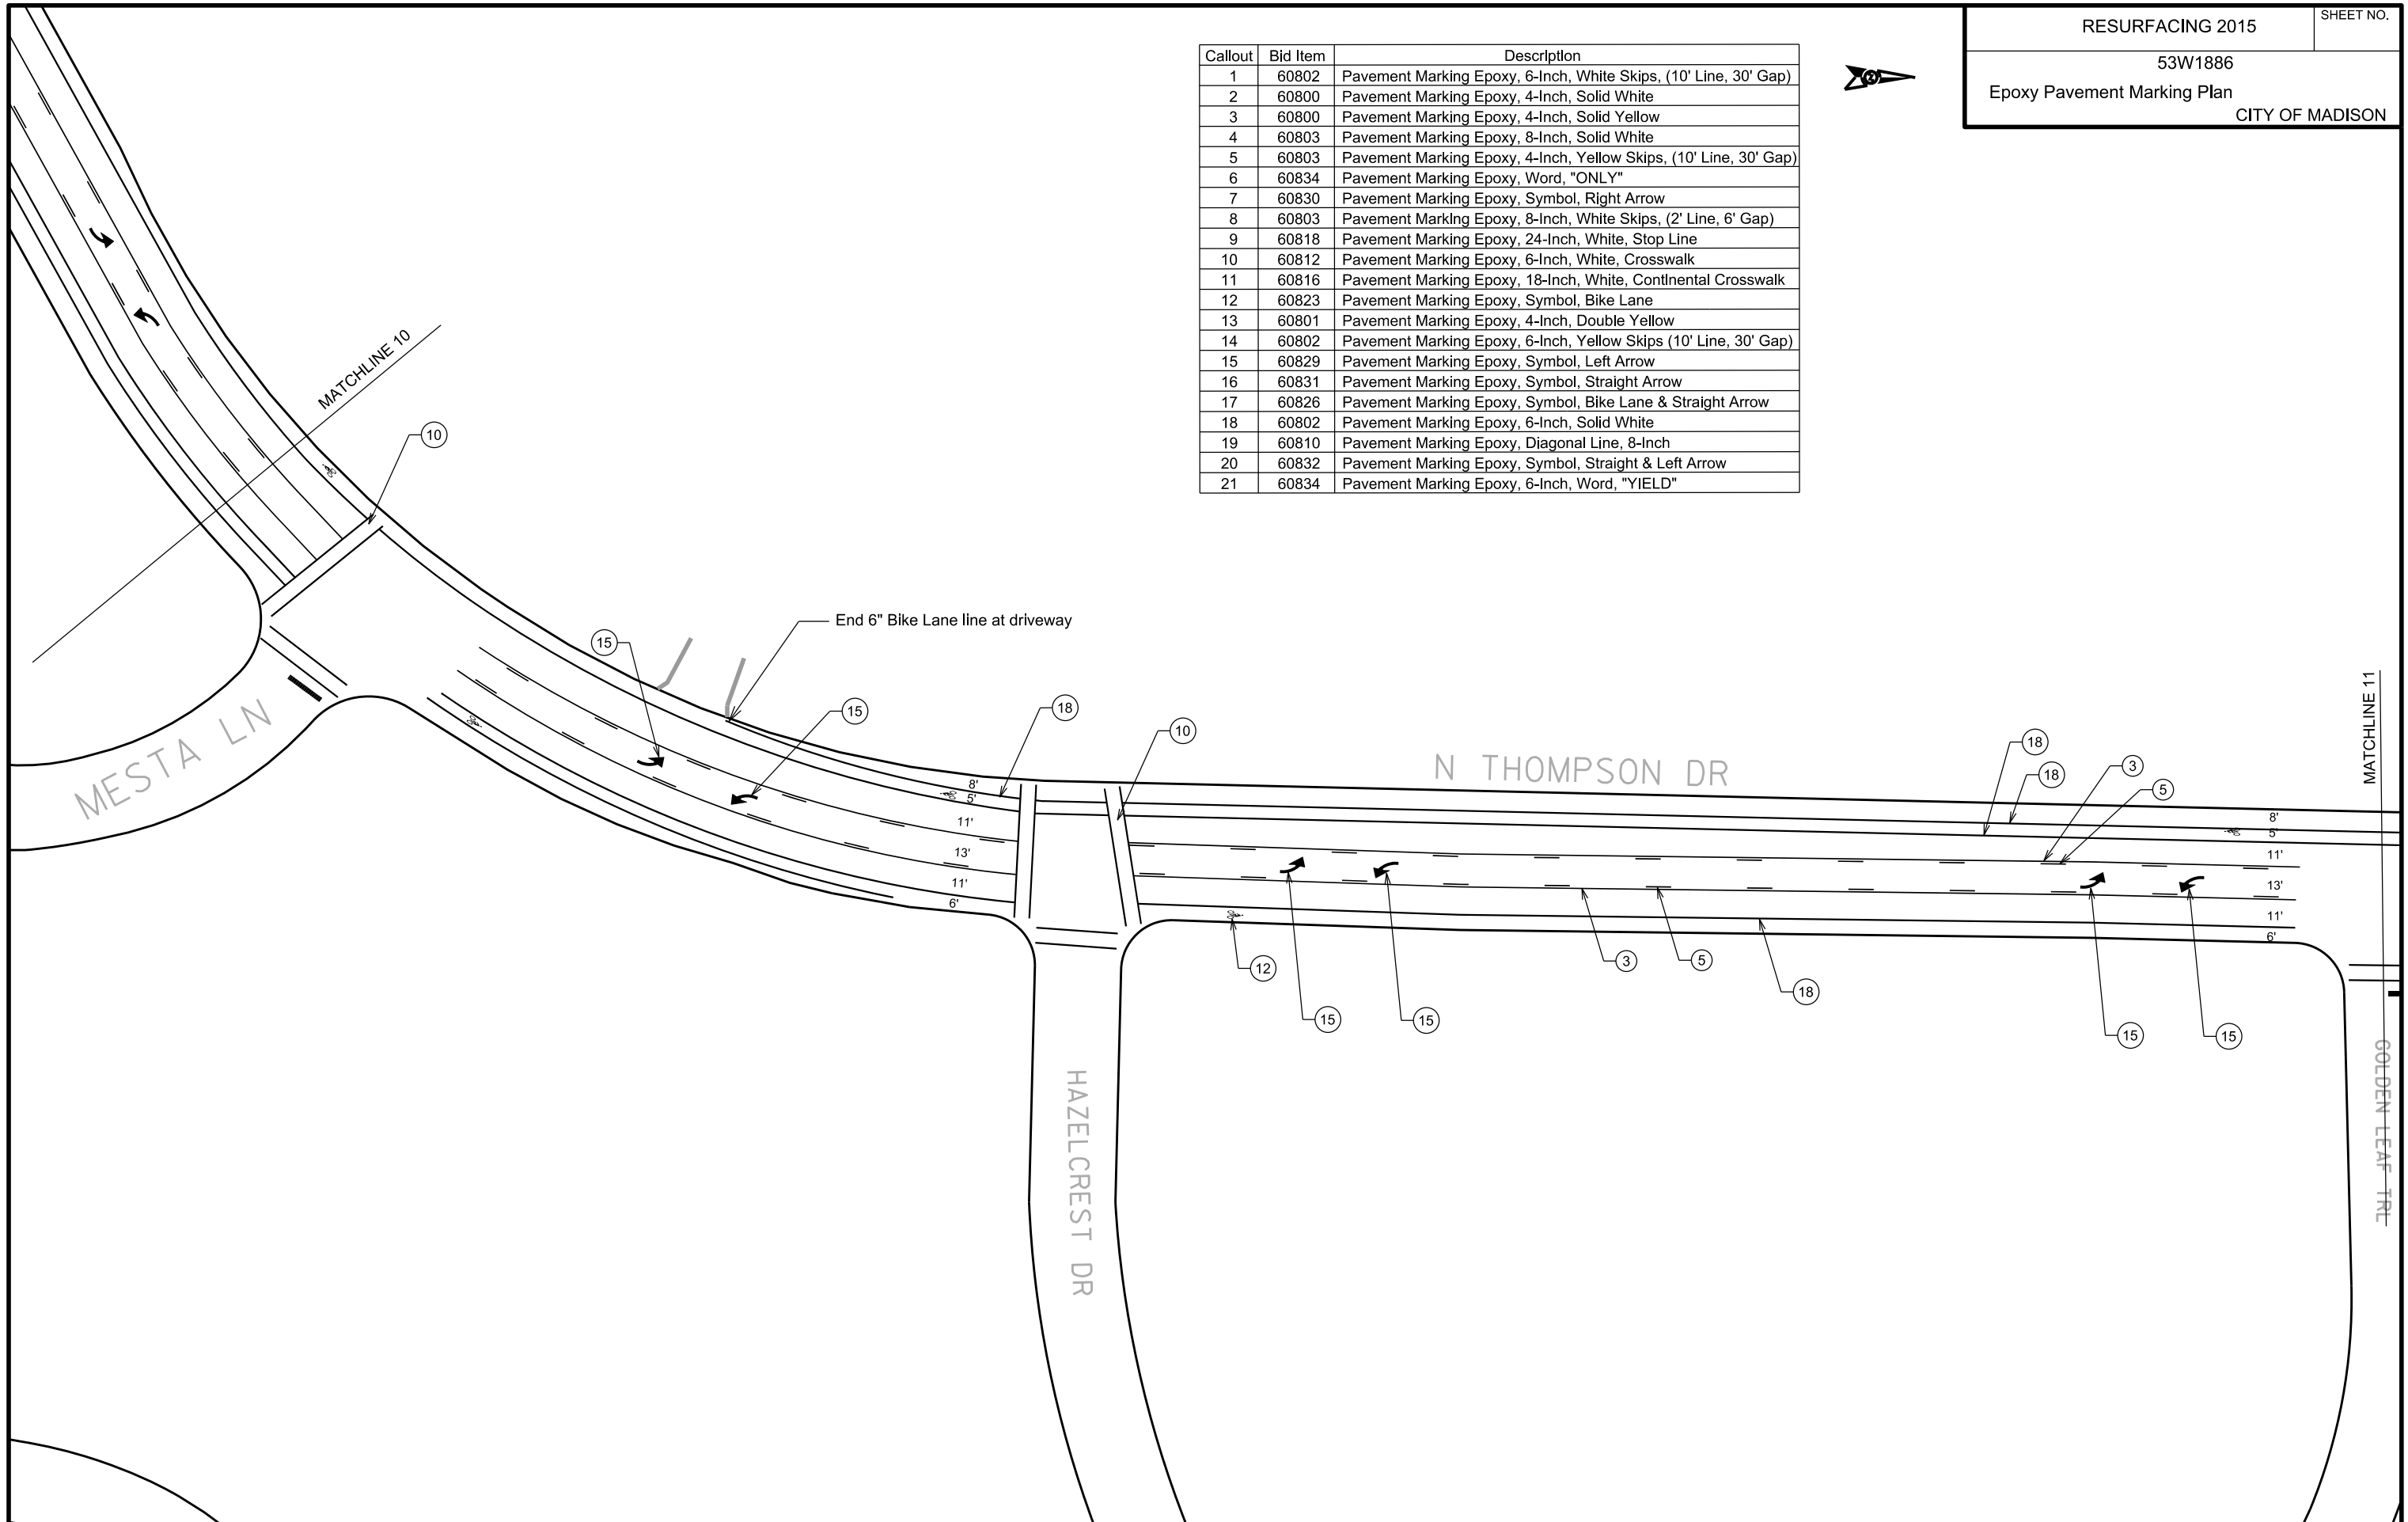 RESURFACING 2015
SHEET NO.
53W1886
Epoxy Pavement Marking Plan
CITY OF MADISON
Callout Bid Item Description
1 60802 Pavement Marking Epoxy, 6-Inch, White Skips, (10' Line, 30' Gap)
2 60800 Pavement Marking Epoxy, 4-Inch, Solid White
3 60800 Pavement Marking Epoxy, 4-Inch, Solid Yellow
4 60803 Pavement Marking Epoxy, 8-Inch, Solid White
5 60803 Pavement Marking Epoxy, 4-Inch, Yellow Skips, (10' Line, 30' Gap)
6 60834 Pavement Marking Epoxy, Word, "ONLY"
7 60830 Pavement Marking Epoxy, Symbol, Right Arrow
8 60803 Pavement Marking Epoxy, 8-Inch, White Skips, (2' Line, 6' Gap)
9 60818 Pavement Marking Epoxy, 24-Inch, White, Stop Line
10 60812 Pavement Marking Epoxy, 6-Inch, White, Crosswalk
11 60816 Pavement Marking Epoxy, 18-Inch, White, Continental Crosswalk
12 60823 Pavement Marking Epoxy, Symbol, Bike Lane
13 60801 Pavement Marking Epoxy, 4-Inch, Double Yellow
14 60802 Pavement Marking Epoxy, 6-Inch, Yellow Skips (10' Line, 30' Gap)
15 60829 Pavement Marking Epoxy, Symbol, Left Arrow
16 60831 Pavement Marking Epoxy, Symbol, Straight Arrow
17 60826 Pavement Marking Epoxy, Symbol, Bike Lane & Straight Arrow
18 60802 Pavement Marking Epoxy, 6-Inch, Solid White
19 60810 Pavement Marking Epoxy, Diagonal Line, 8-Inch
20 60832 Pavement Marking Epoxy, Symbol, Straight & Left Arrow
21 60834 Pavement Marking Epoxy, 6-Inch, Word, "YIELD"
MATCHLINE 10
10
End 6" Bike Lane line at driveway
15
15
18
10
MESTA LN
N THOMPSON DR
18
18
3
5
MATCHLINE 11
8'
5'
11'
13'
11'
6'
8'
5'
11'
13'
11'
6'
12
15
15
3
5
18
15
15
HAZELCREST DR
GOLDEN LEAF TRL